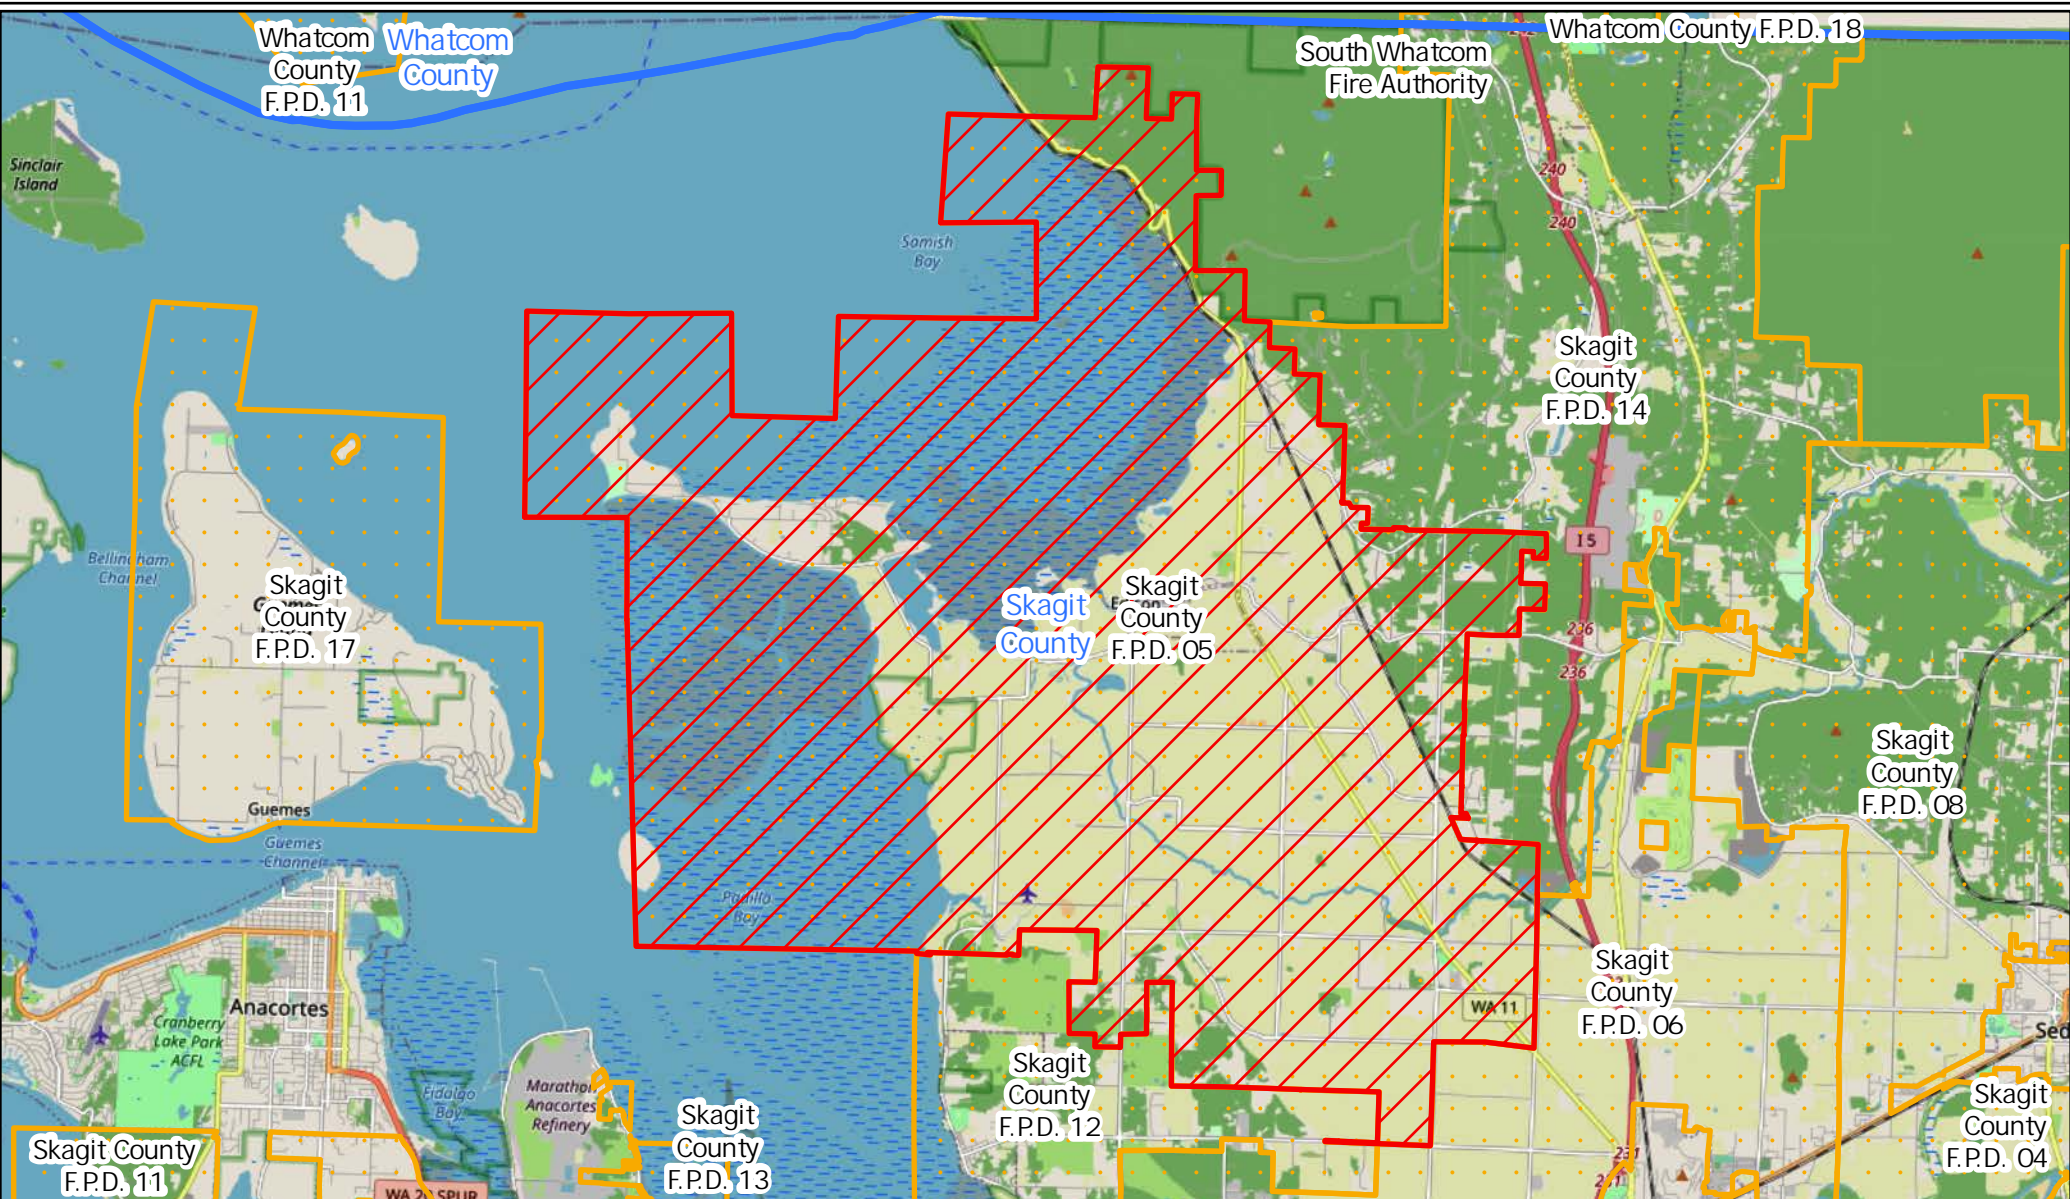 Whatcom
County
F.P.D. 11
Whatcom
County
South Whatcom
Fire Authority
Whatcom County F.P.D. 18
Sinclair
Island
Samish
Bay
240
240
Skagit
County
F.P.D. 14
I 5
Bellingham
Channel
Skagit
County
F.P.D. 17
Skagit
County
Skagit
County
F.P.D. 05
236
236
Skagit
County
F.P.D. 08
Guemes
Guemes
Channel
Padilla
Bay
Anacortes
Cranberry
Lake Park
ACFL
Fidalgo
Bay
Marathon
Anacortes
Refinery
WA 11
Skagit
County
F.P.D. 06
Skagit
County
F.P.D. 12
Skagit
County
F.P.D. 13
Skagit County
F.P.D. 11
WA 20 SPUR
231
Sed
Skagit
County
F.P.D. 04